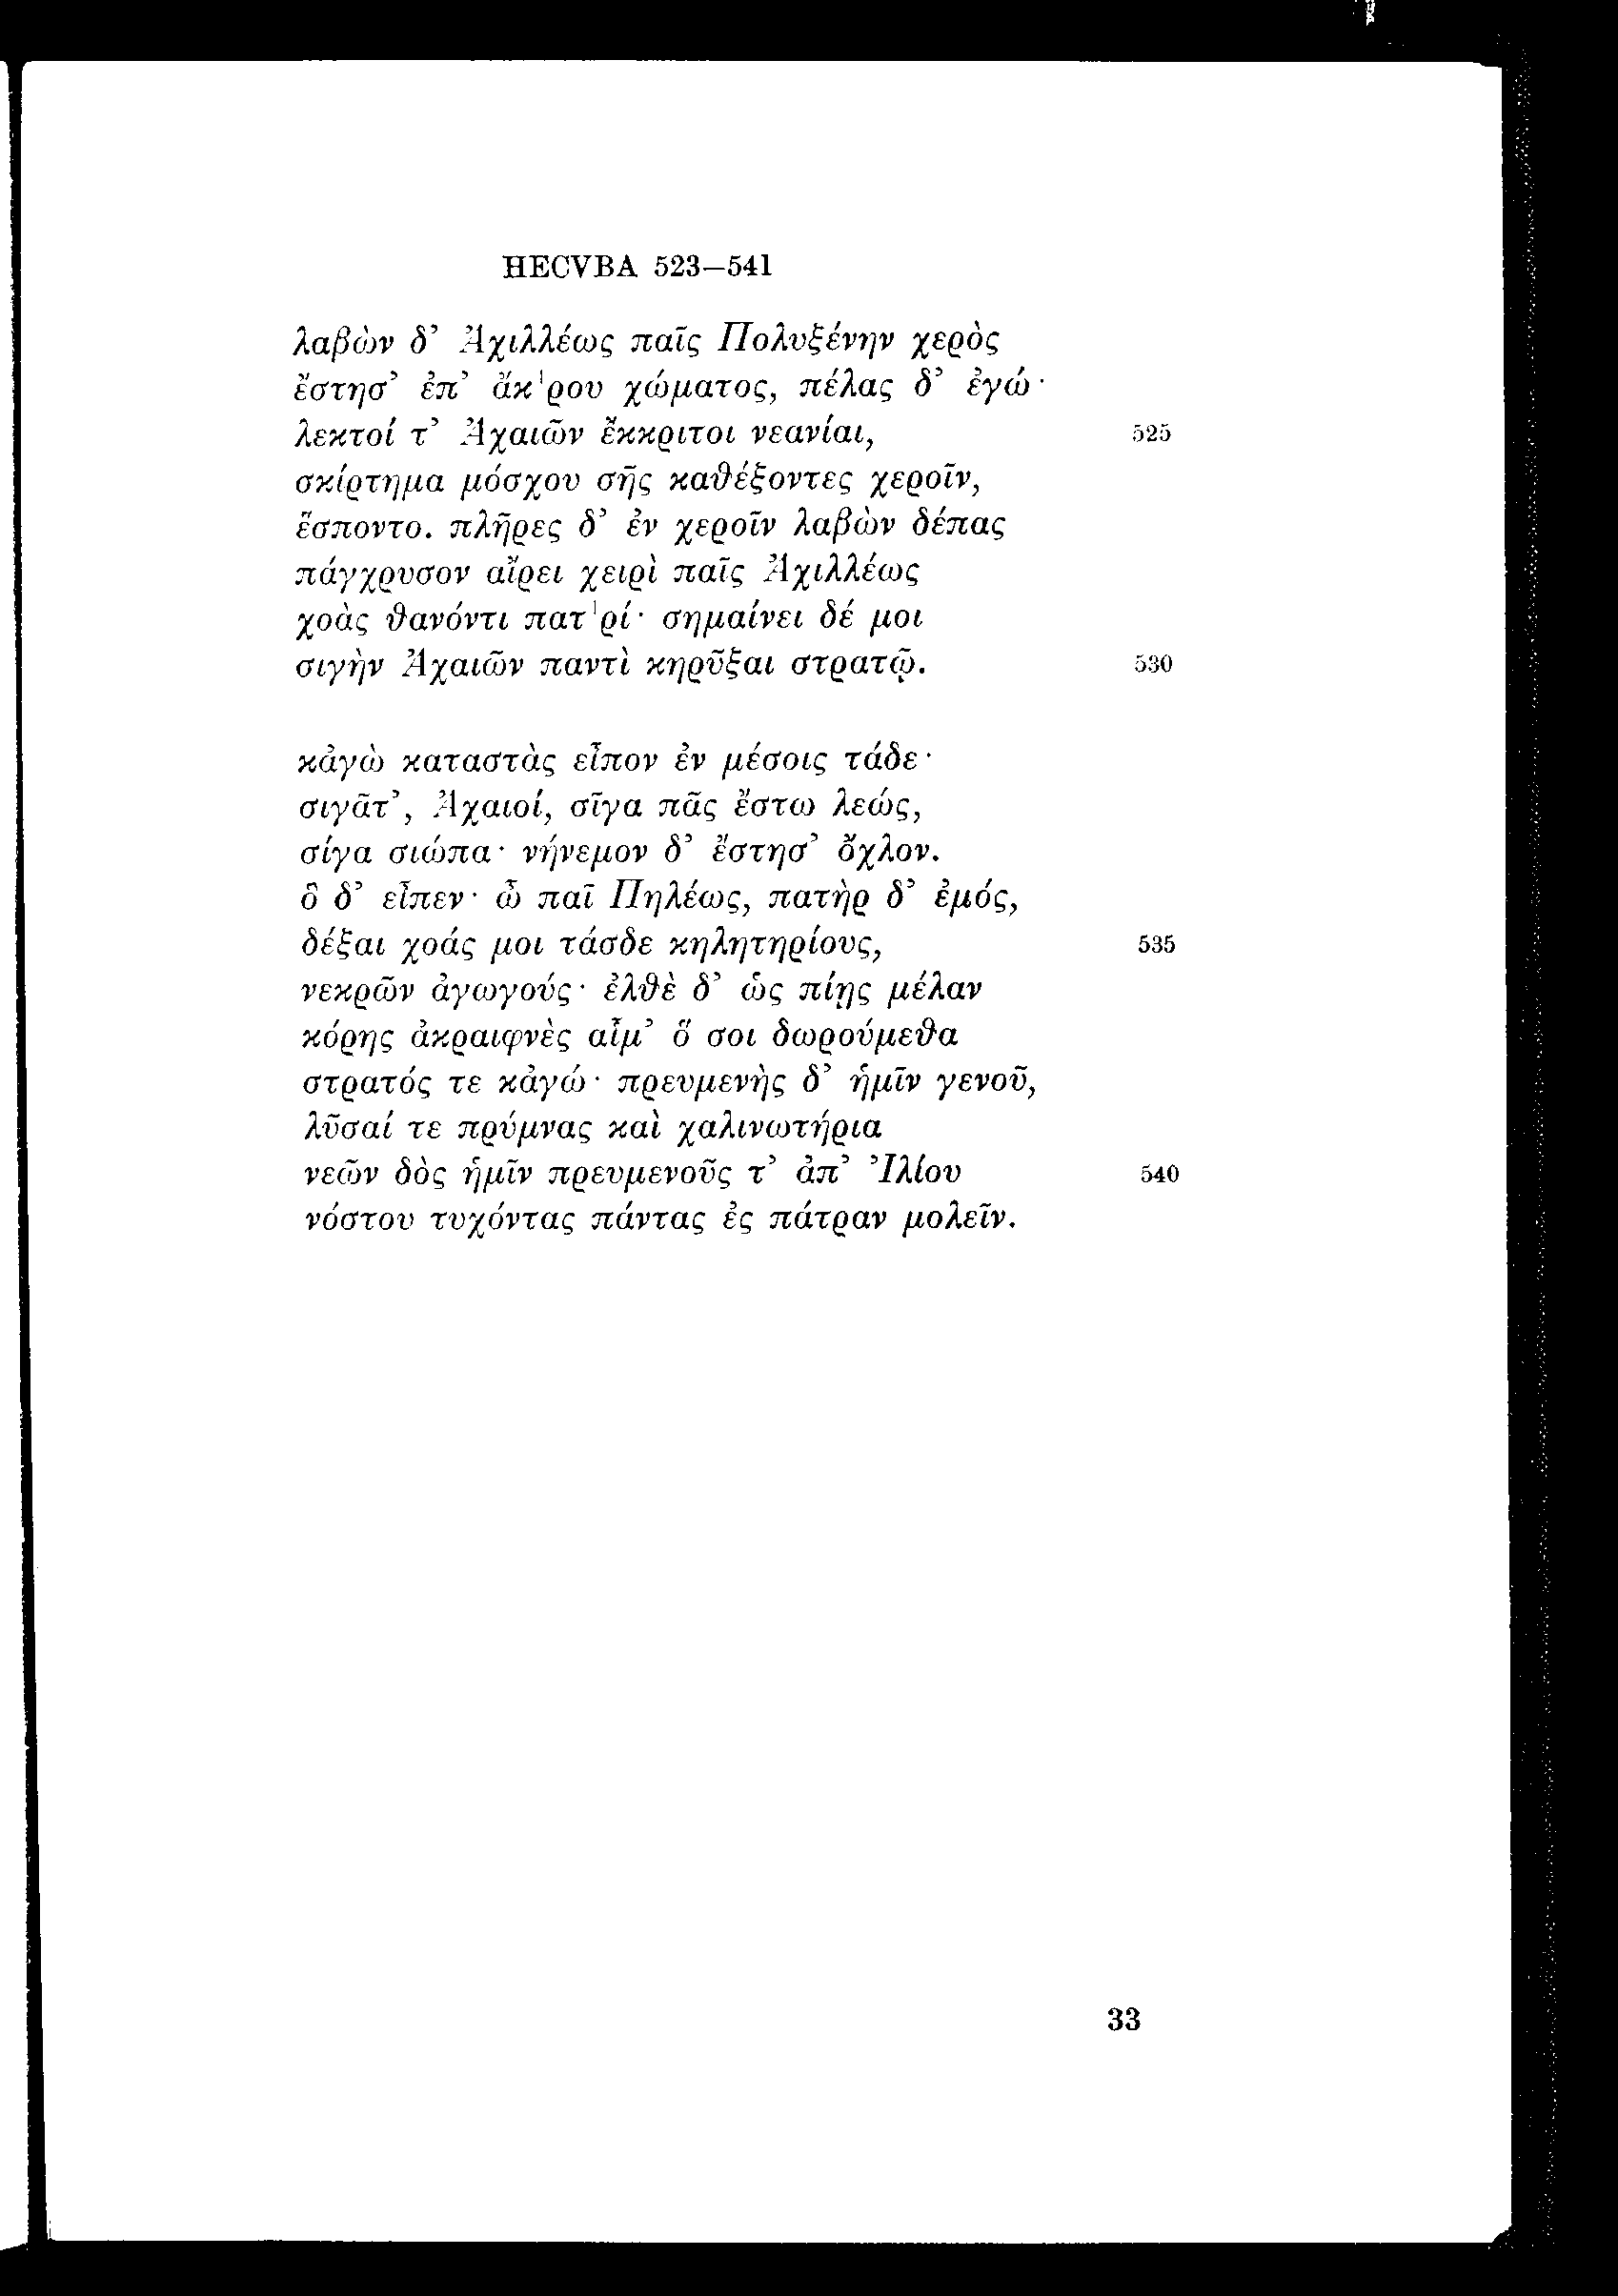 HECVBA 523–541
λαβὼν δ’ Ἀχιλλέως παῖς Πολυξένην χερὸς
ἔστησ’ ἐπ’ ἄκ'ρου χώματος, πέλας δ’ ἐγώ·
λεκτοί τ’ Ἀχαιῶν ἔκκριτοι νεανίαι, 525
σκίρτημα μόσχου σῆς καθέξοντες χεροῖν,
ἕσποντο. πλῆρες δ’ ἐν χεροῖν λαβὼν δέπας
πάγχρυσον αἴρει χειρὶ παῖς Ἀχιλλέως
χοὰς θανόντι πατ'ρί· σημαίνει δέ μοι
σιγὴν Ἀχαιῶν παντὶ κηρῦξαι στρατῷ. 530
κἀγὼ καταστὰς εἶπον ἐν μέσοις τάδε·
σιγᾶτ’, Ἀχαιοί, σῖγα πᾶς ἔστω λεώς,
σίγα σιώπα· νήνεμον δ’ ἔστησ’ ὄχλον.
ὃ δ’ εἶπεν· ὦ παῖ Πηλέως, πατὴρ δ’ ἐμός,
δέξαι χοάς μοι τάσδε κηλητηρίους, 535
νεκρῶν ἀγωγούς· ἐλθὲ δ’ ὡς πίῃς μέλαν
κόρης ἀκραιφνὲς αἷμ’ ὅ σοι δωρούμεθα
στρατός τε κἀγώ· πρευμενὴς δ’ ἡμῖν γενοῦ,
λῦσαί τε πρύμνας καὶ χαλινωτήρια
νεῶν δὸς ἡμῖν πρευμενοῦς τ’ ἀπ’ Ἰλίου 540
νόστου τυχόντας πάντας ἐς πάτραν μολεῖν.
33